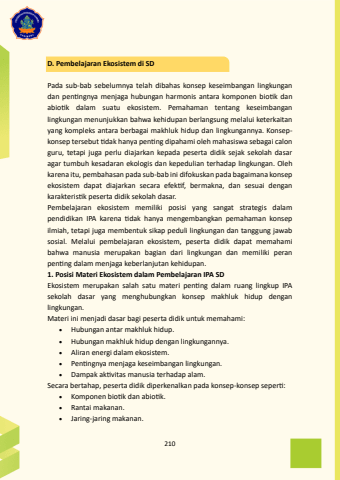 D. Pembelajaran Ekosistem di SD
Pada sub-bab sebelumnya telah dibahas konsep keseimbangan lingkungan
dan pentingnya menjaga hubungan harmonis antara komponen biotik dan
abiotik dalam suatu ekosistem. Pemahaman tentang keseimbangan
lingkungan menunjukkan bahwa kehidupan berlangsung melalui keterkaitan
yang kompleks antara berbagai makhluk hidup dan lingkungannya. Konsep-
konsep tersebut tidak hanya penting dipahami oleh mahasiswa sebagai calon
guru, tetapi juga perlu diajarkan kepada peserta didik sejak sekolah dasar
agar tumbuh kesadaran ekologis dan kepedulian terhadap lingkungan. Oleh
karena itu, pembahasan pada sub-bab ini difokuskan pada bagaimana konsep
ekosistem dapat diajarkan secara efektif, bermakna, dan sesuai dengan
karakteristik peserta didik sekolah dasar.
Pembelajaran ekosistem memiliki posisi yang sangat strategis dalam
pendidikan IPA karena tidak hanya mengembangkan pemahaman konsep
ilmiah, tetapi juga membentuk sikap peduli lingkungan dan tanggung jawab
sosial. Melalui pembelajaran ekosistem, peserta didik dapat memahami
bahwa manusia merupakan bagian dari lingkungan dan memiliki peran
penting dalam menjaga keberlanjutan kehidupan.
1. Posisi Materi Ekosistem dalam Pembelajaran IPA SD
Ekosistem merupakan salah satu materi penting dalam ruang lingkup IPA
sekolah dasar yang menghubungkan konsep makhluk hidup dengan
lingkungan.
Materi ini menjadi dasar bagi peserta didik untuk memahami:
• Hubungan antar makhluk hidup.
• Hubungan makhluk hidup dengan lingkungannya.
• Aliran energi dalam ekosistem.
• Pentingnya menjaga keseimbangan lingkungan.
• Dampak aktivitas manusia terhadap alam.
Secara bertahap, peserta didik diperkenalkan pada konsep-konsep seperti:
• Komponen biotik dan abiotik.
• Rantai makanan.
• Jaring-jaring makanan.
210